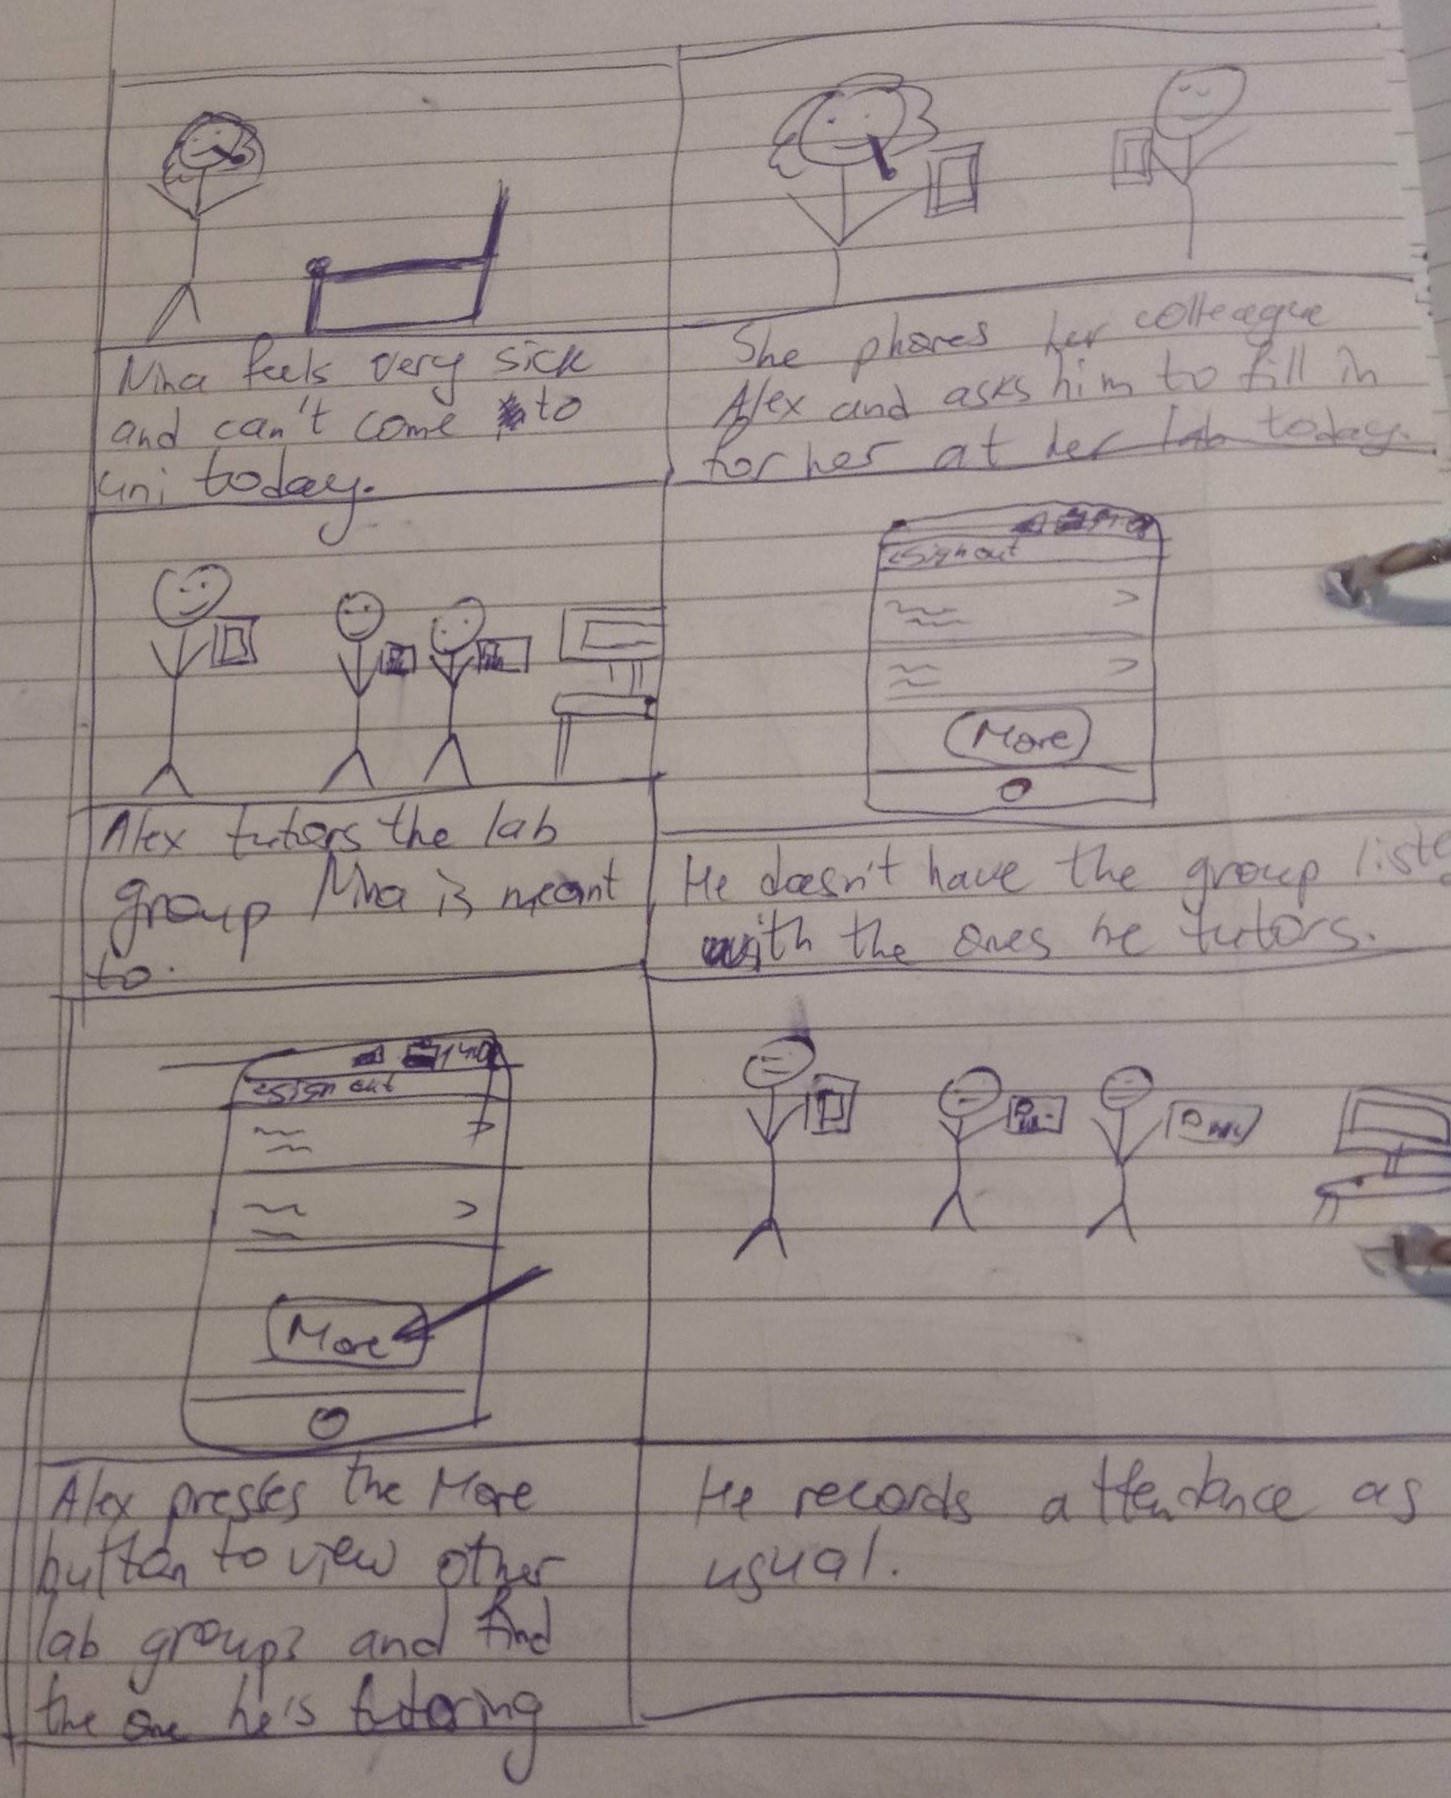 Nina feels very sick
and can't come to
uni today.
She phones her colleague
Alex and asks him to fill in
for her at her lab today.
<Sign out
More
Alex tutors the lab
group Nina is meant
to.
He doesn't have the group listed
with the ones he tutors.
<Sign out
More
Alex presses the More
button to view other
lab groups and find
the one he's tutoring
He records attendance as
usual.